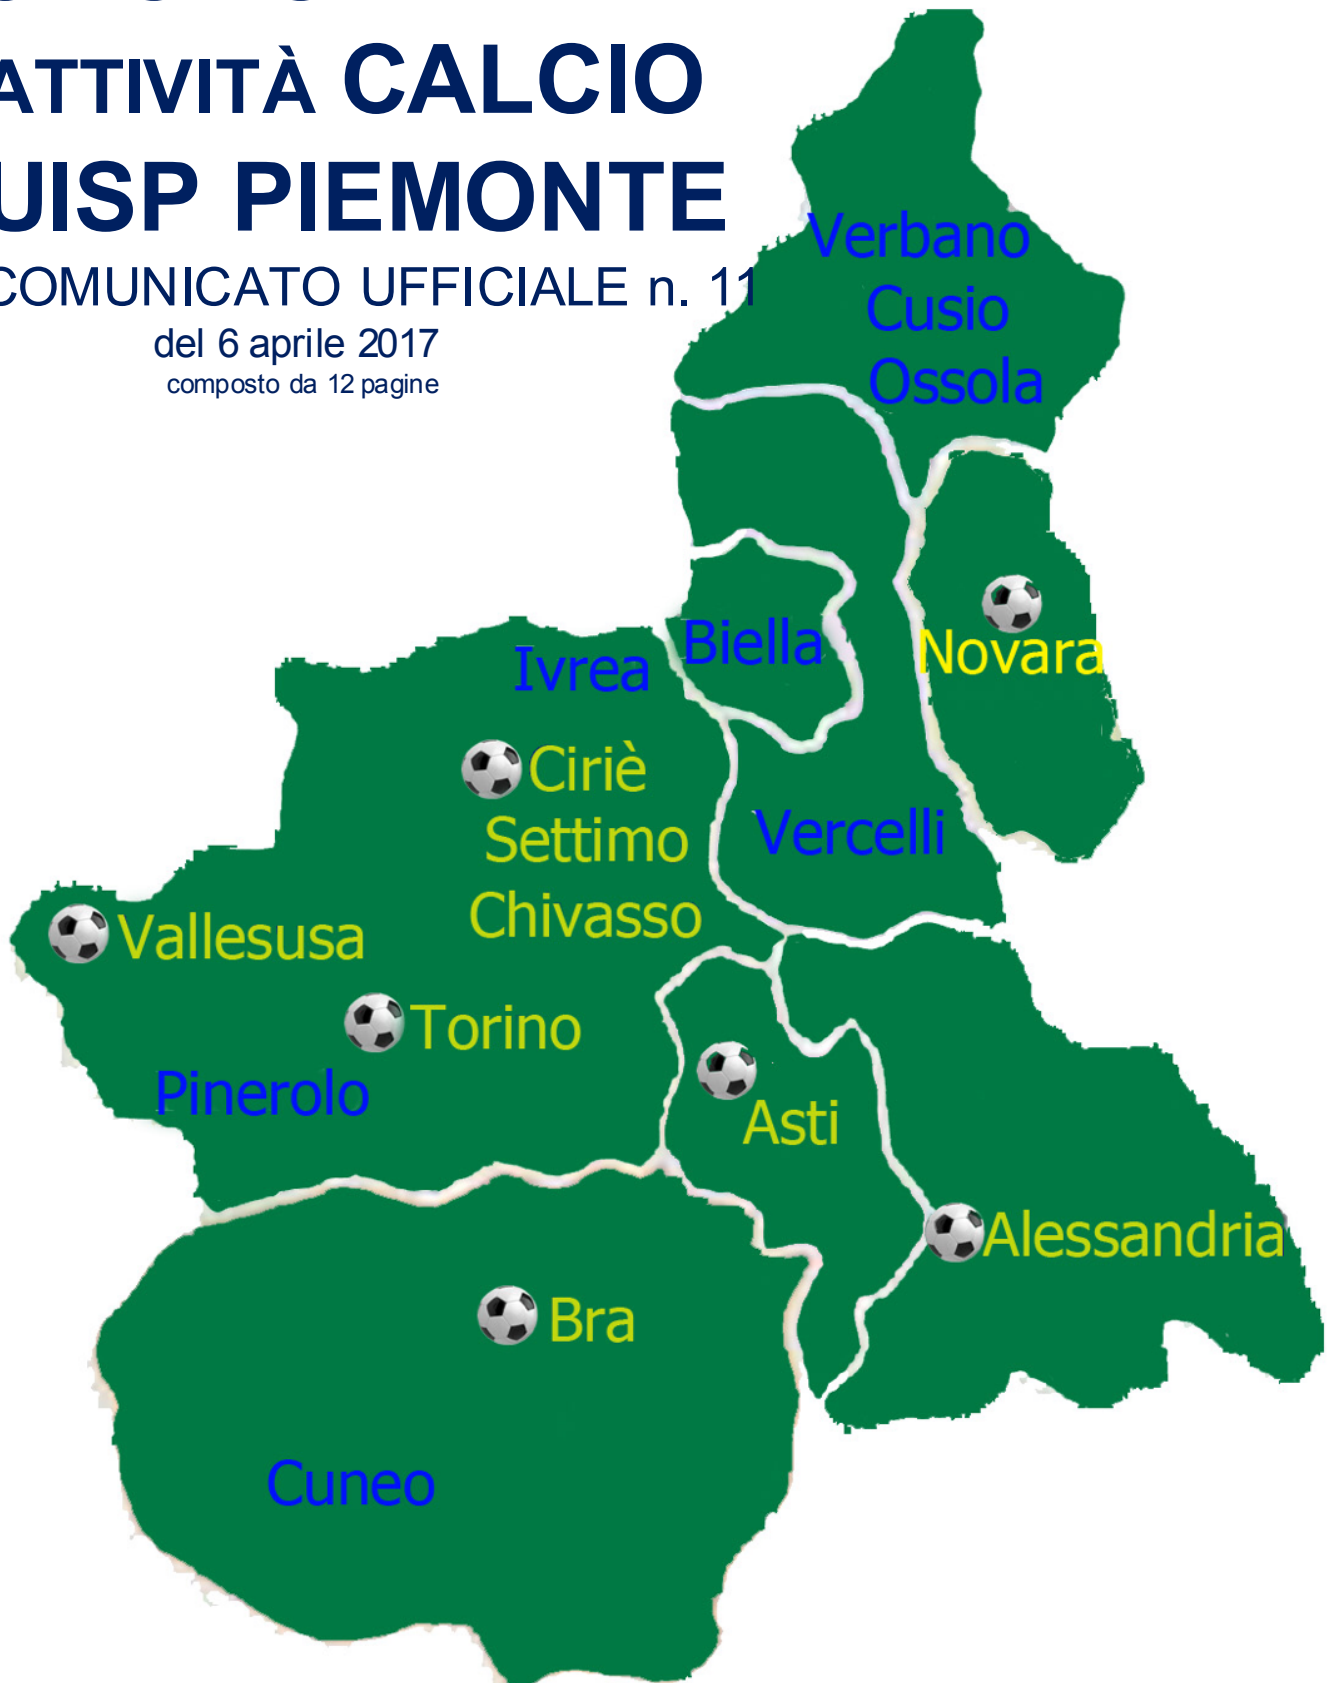 ATTIVITÀ CALCIO
UISP PIEMONTE
COMUNICATO UFFICIALE n. 11
del 6 aprile 2017
composto da 12 pagine
Verbano
Cusio
Ossola
Biella
Novara
Ivrea
Ciriè
Settimo
Chivasso
Vercelli
Vallesusa
Torino
Pinerolo
Asti
Alessandria
Bra
Cuneo